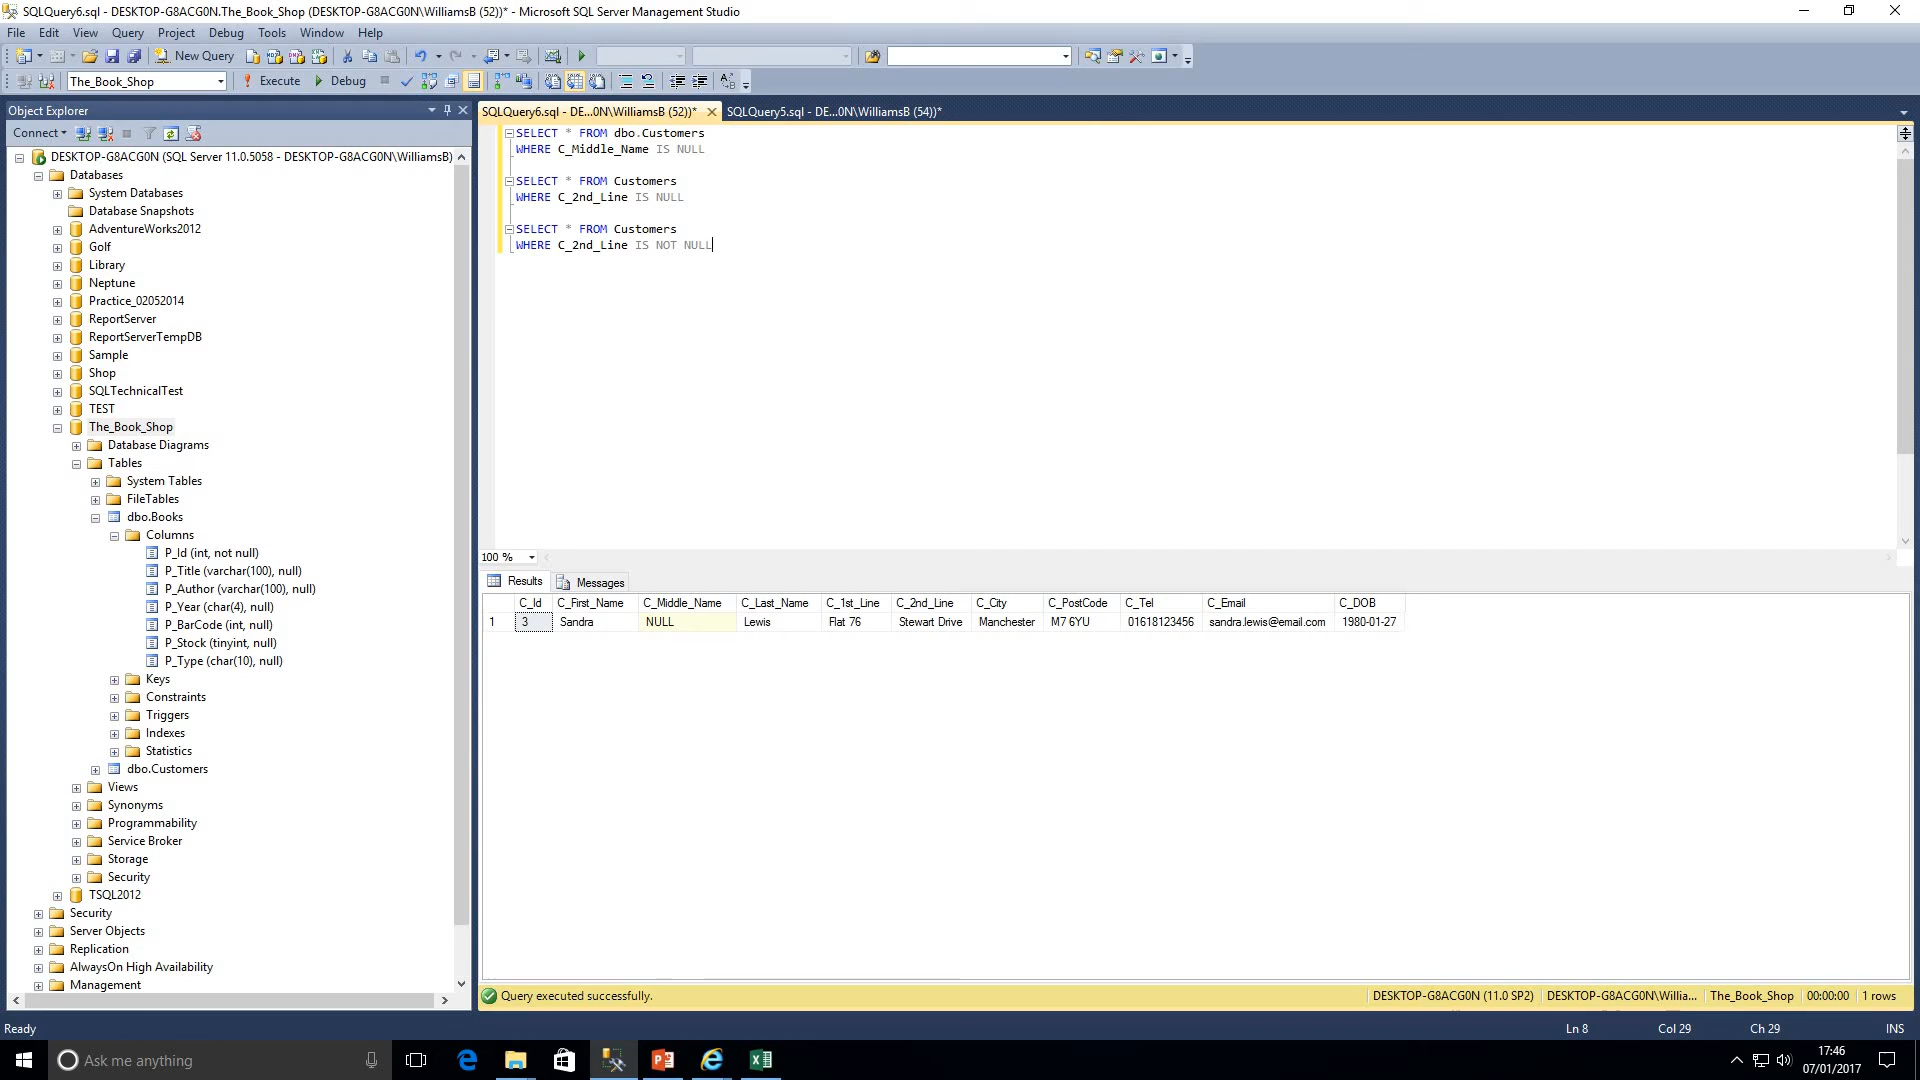 SQLQuery6.sql - DESKTOP-G8ACG0N.The_Book_Shop (DESKTOP-G8ACG0N\WilliamsB (52))* - Microsoft SQL Server Management Studio
File Edit View Query Project Debug Tools Window Help
New Query
The_Book_Shop Execute Debug
Object Explorer
Connect
DESKTOP-G8ACG0N (SQL Server 11.0.5058 - DESKTOP-G8ACG0N\WilliamsB)
Databases
System Databases
Database Snapshots
AdventureWorks2012
Golf
Library
Neptune
Practice_02052014
ReportServer
ReportServerTempDB
Sample
Shop
SQLTechnicalTest
TEST
The_Book_Shop
Database Diagrams
Tables
System Tables
FileTables
dbo.Books
Columns
P_Id (int, not null)
P_Title (varchar(100), null)
P_Author (varchar(100), null)
P_Year (char(4), null)
P_BarCode (int, null)
P_Stock (tinyint, null)
P_Type (char(10), null)
Keys
Constraints
Triggers
Indexes
Statistics
dbo.Customers
Views
Synonyms
Programmability
Service Broker
Storage
Security
TSQL2012
Security
Server Objects
Replication
AlwaysOn High Availability
Management
SQLQuery6.sql - DE...0N\WilliamsB (52))* SQLQuery5.sql - DE...0N\WilliamsB (54))*
SELECT * FROM dbo.Customers
WHERE C_Middle_Name IS NULL
SELECT * FROM Customers
WHERE C_2nd_Line IS NULL
SELECT * FROM Customers
WHERE C_2nd_Line IS NOT NULL
100 %
Results Messages
C_Id C_First_Name C_Middle_Name C_Last_Name C_1st_Line C_2nd_Line C_City C_PostCode C_Tel C_Email C_DOB
1 3 Sandra NULL Lewis Flat 76 Stewart Drive Manchester M7 6YU 01618123456 sandra.lewis@email.com 1980-01-27
Query executed successfully. DESKTOP-G8ACG0N (11.0 SP2) DESKTOP-G8ACG0N\Willia... The_Book_Shop 00:00:00 1 rows
Ready Ln 8 Col 29 Ch 29 INS
Ask me anything
17:46
07/01/2017